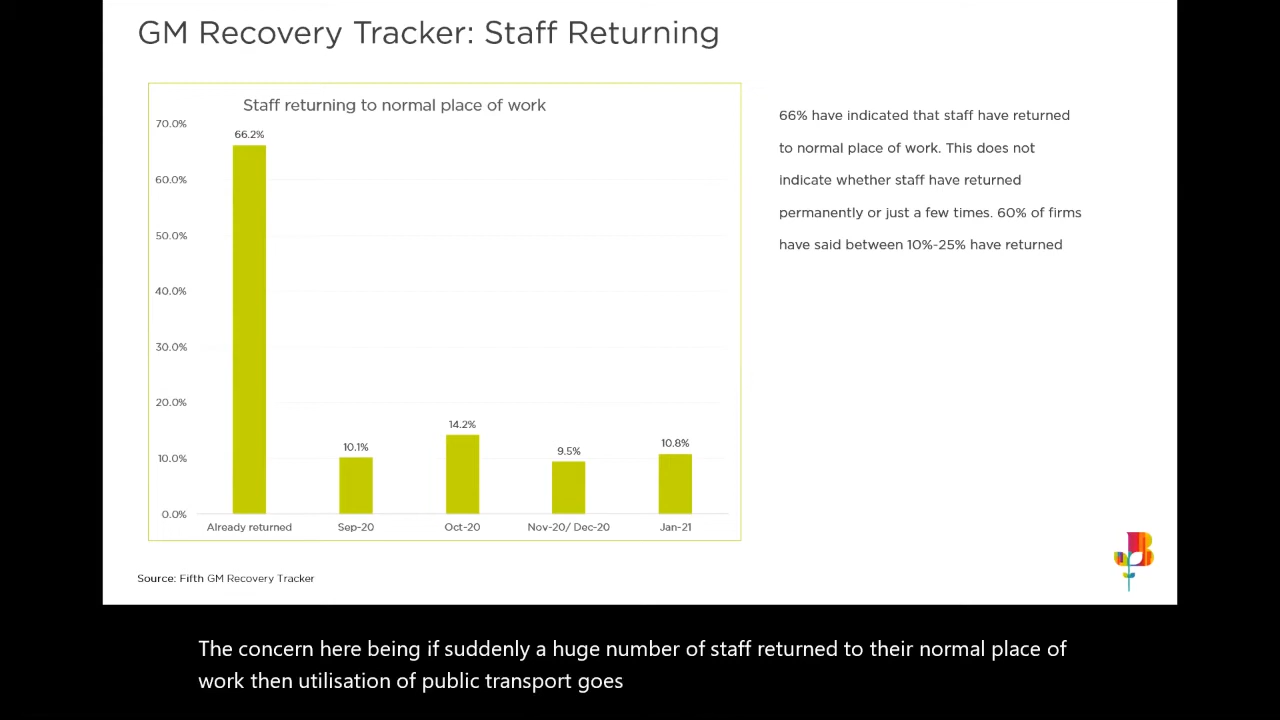 GM Recovery Tracker: Staff Returning
Staff returning to normal place of work
70.0%
60.0%
50.0%
40.0%
30.0%
20.0%
10.0%
0.0%
66.2%
10.1%
14.2%
9.5%
10.8%
Already returned
Sep-20
Oct-20
Nov-20/ Dec-20
Jan-21
66% have indicated that staff have returned
to normal place of work. This does not
indicate whether staff have returned
permanently or just a few times. 60% of firms
have said between 10%-25% have returned
Source: Fifth GM Recovery Tracker
The concern here being if suddenly a huge number of staff returned to their normal place of
work then utilisation of public transport goes